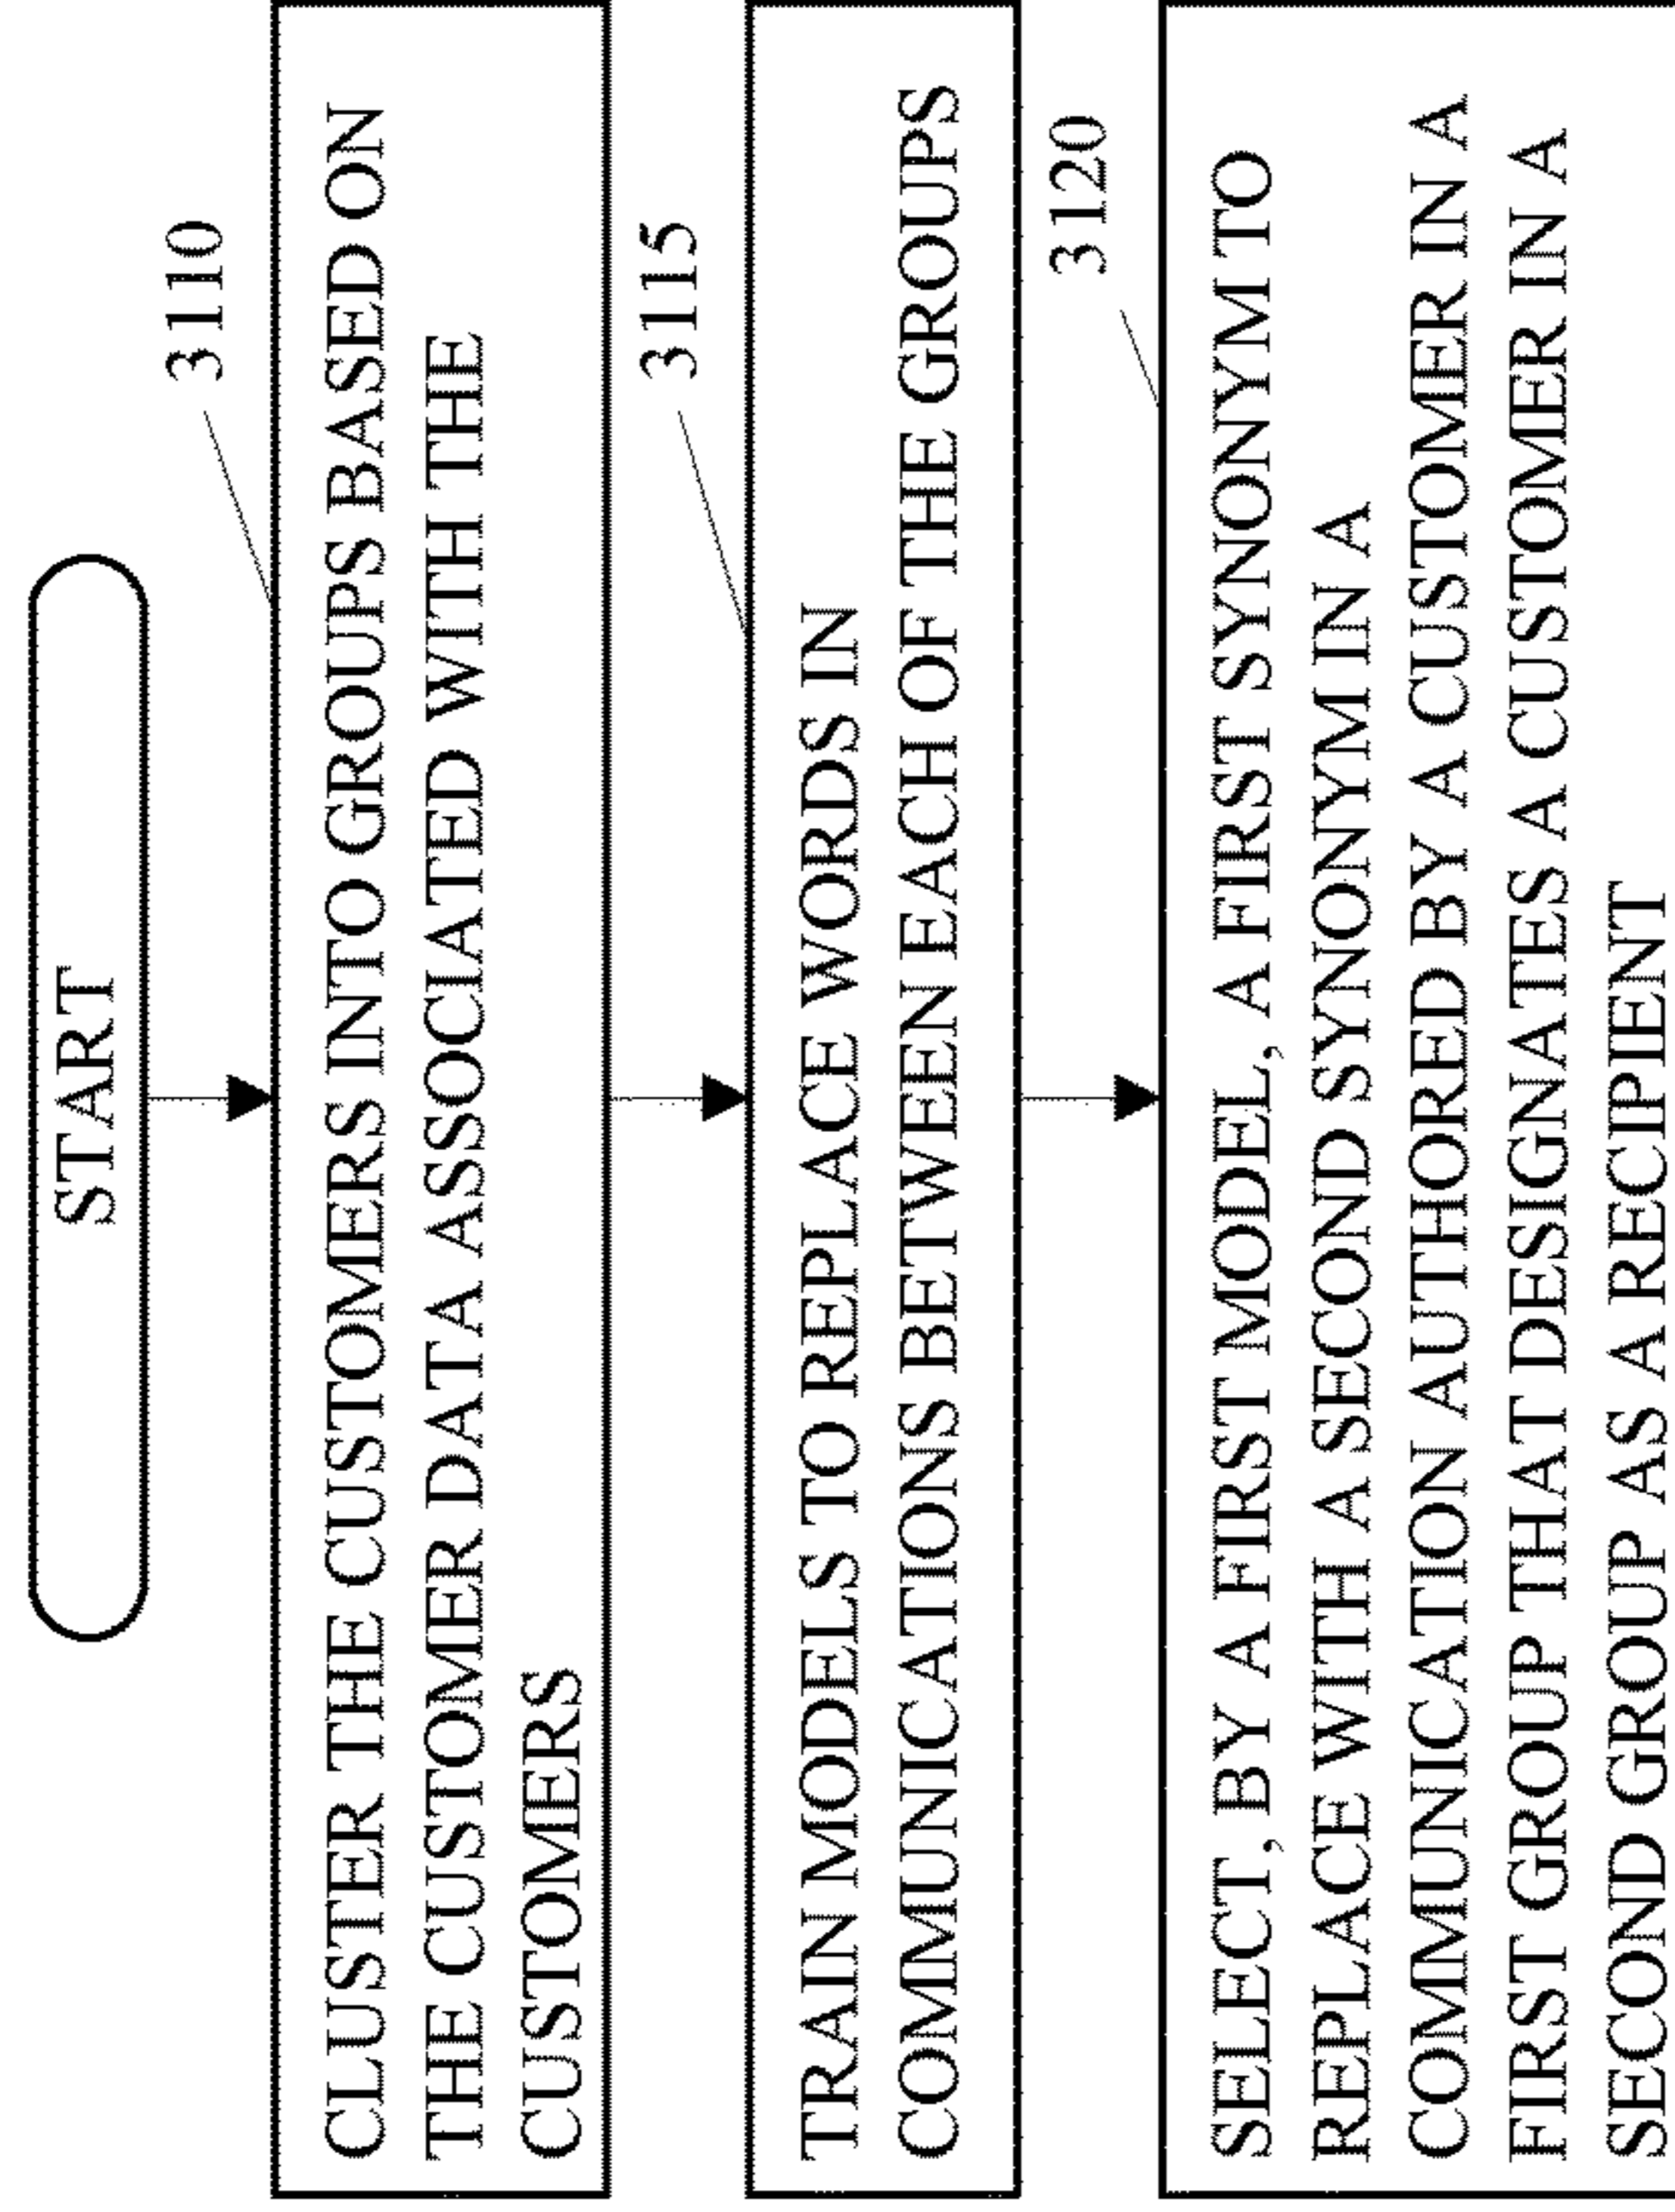 START
3110
CLUSTER THE CUSTOMERS INTO GROUPS BASED ON
THE CUSTOMER DATA ASSOCIATED WITH THE
CUSTOMERS
3115
TRAIN MODELS TO REPLACE WORDS IN
COMMUNICATIONS BETWEEN EACH OF THE GROUPS
3120
SELECT, BY A FIRST MODEL, A FIRST SYNONYM TO
REPLACE WITH A SECOND SYNONYM IN A
COMMUNICATION AUTHORED BY A CUSTOMER IN A
FIRST GROUP THAT DESIGNATES A CUSTOMER IN A
SECOND GROUP AS A RECIPIENT